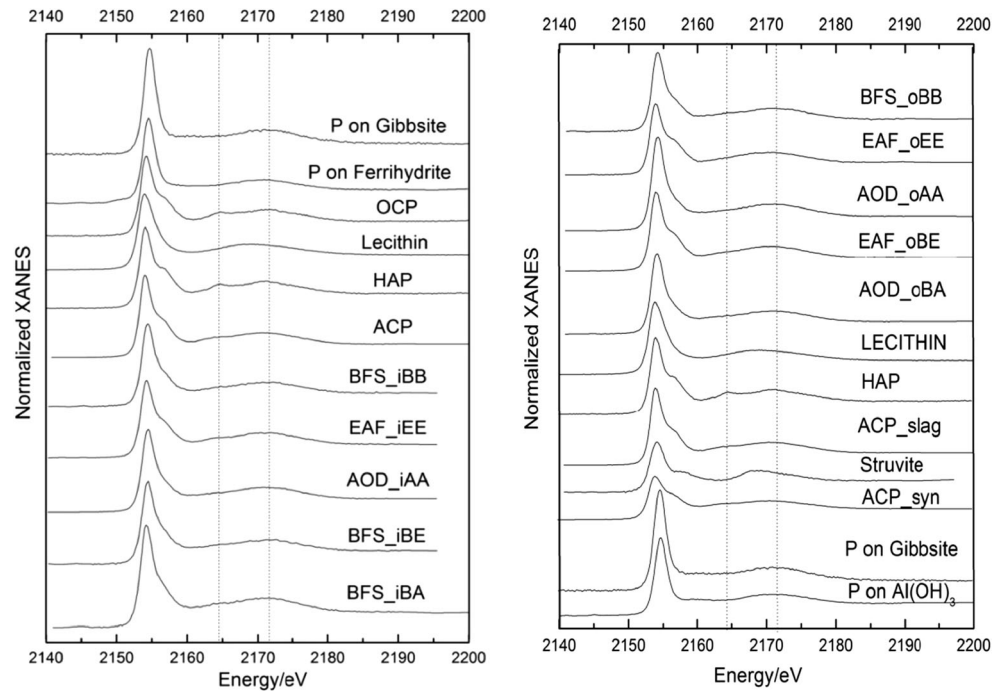 2140 2150 2160 2170 2180 2190 2200
P on Gibbsite
P on Ferrihydrite
OCP
Lecithin
HAP
ACP
BFS_iBB
EAF_iEE
AOD_iAA
BFS_iBE
BFS_iBA
Normalized XANES
2140 2150 2160 2170 2180 2190 2200
Energy/eV
2140 2150 2160 2170 2180 2190 2200
BFS_oBB
EAF_oEE
AOD_oAA
EAF_oBE
AOD_oBA
LECITHIN
HAP
ACP_slag
Struvite
ACP_syn
P on Gibbsite
P on Al(OH)₃
Normalized XANES
2140 2150 2160 2170 2180 2190 2200
Energy/eV